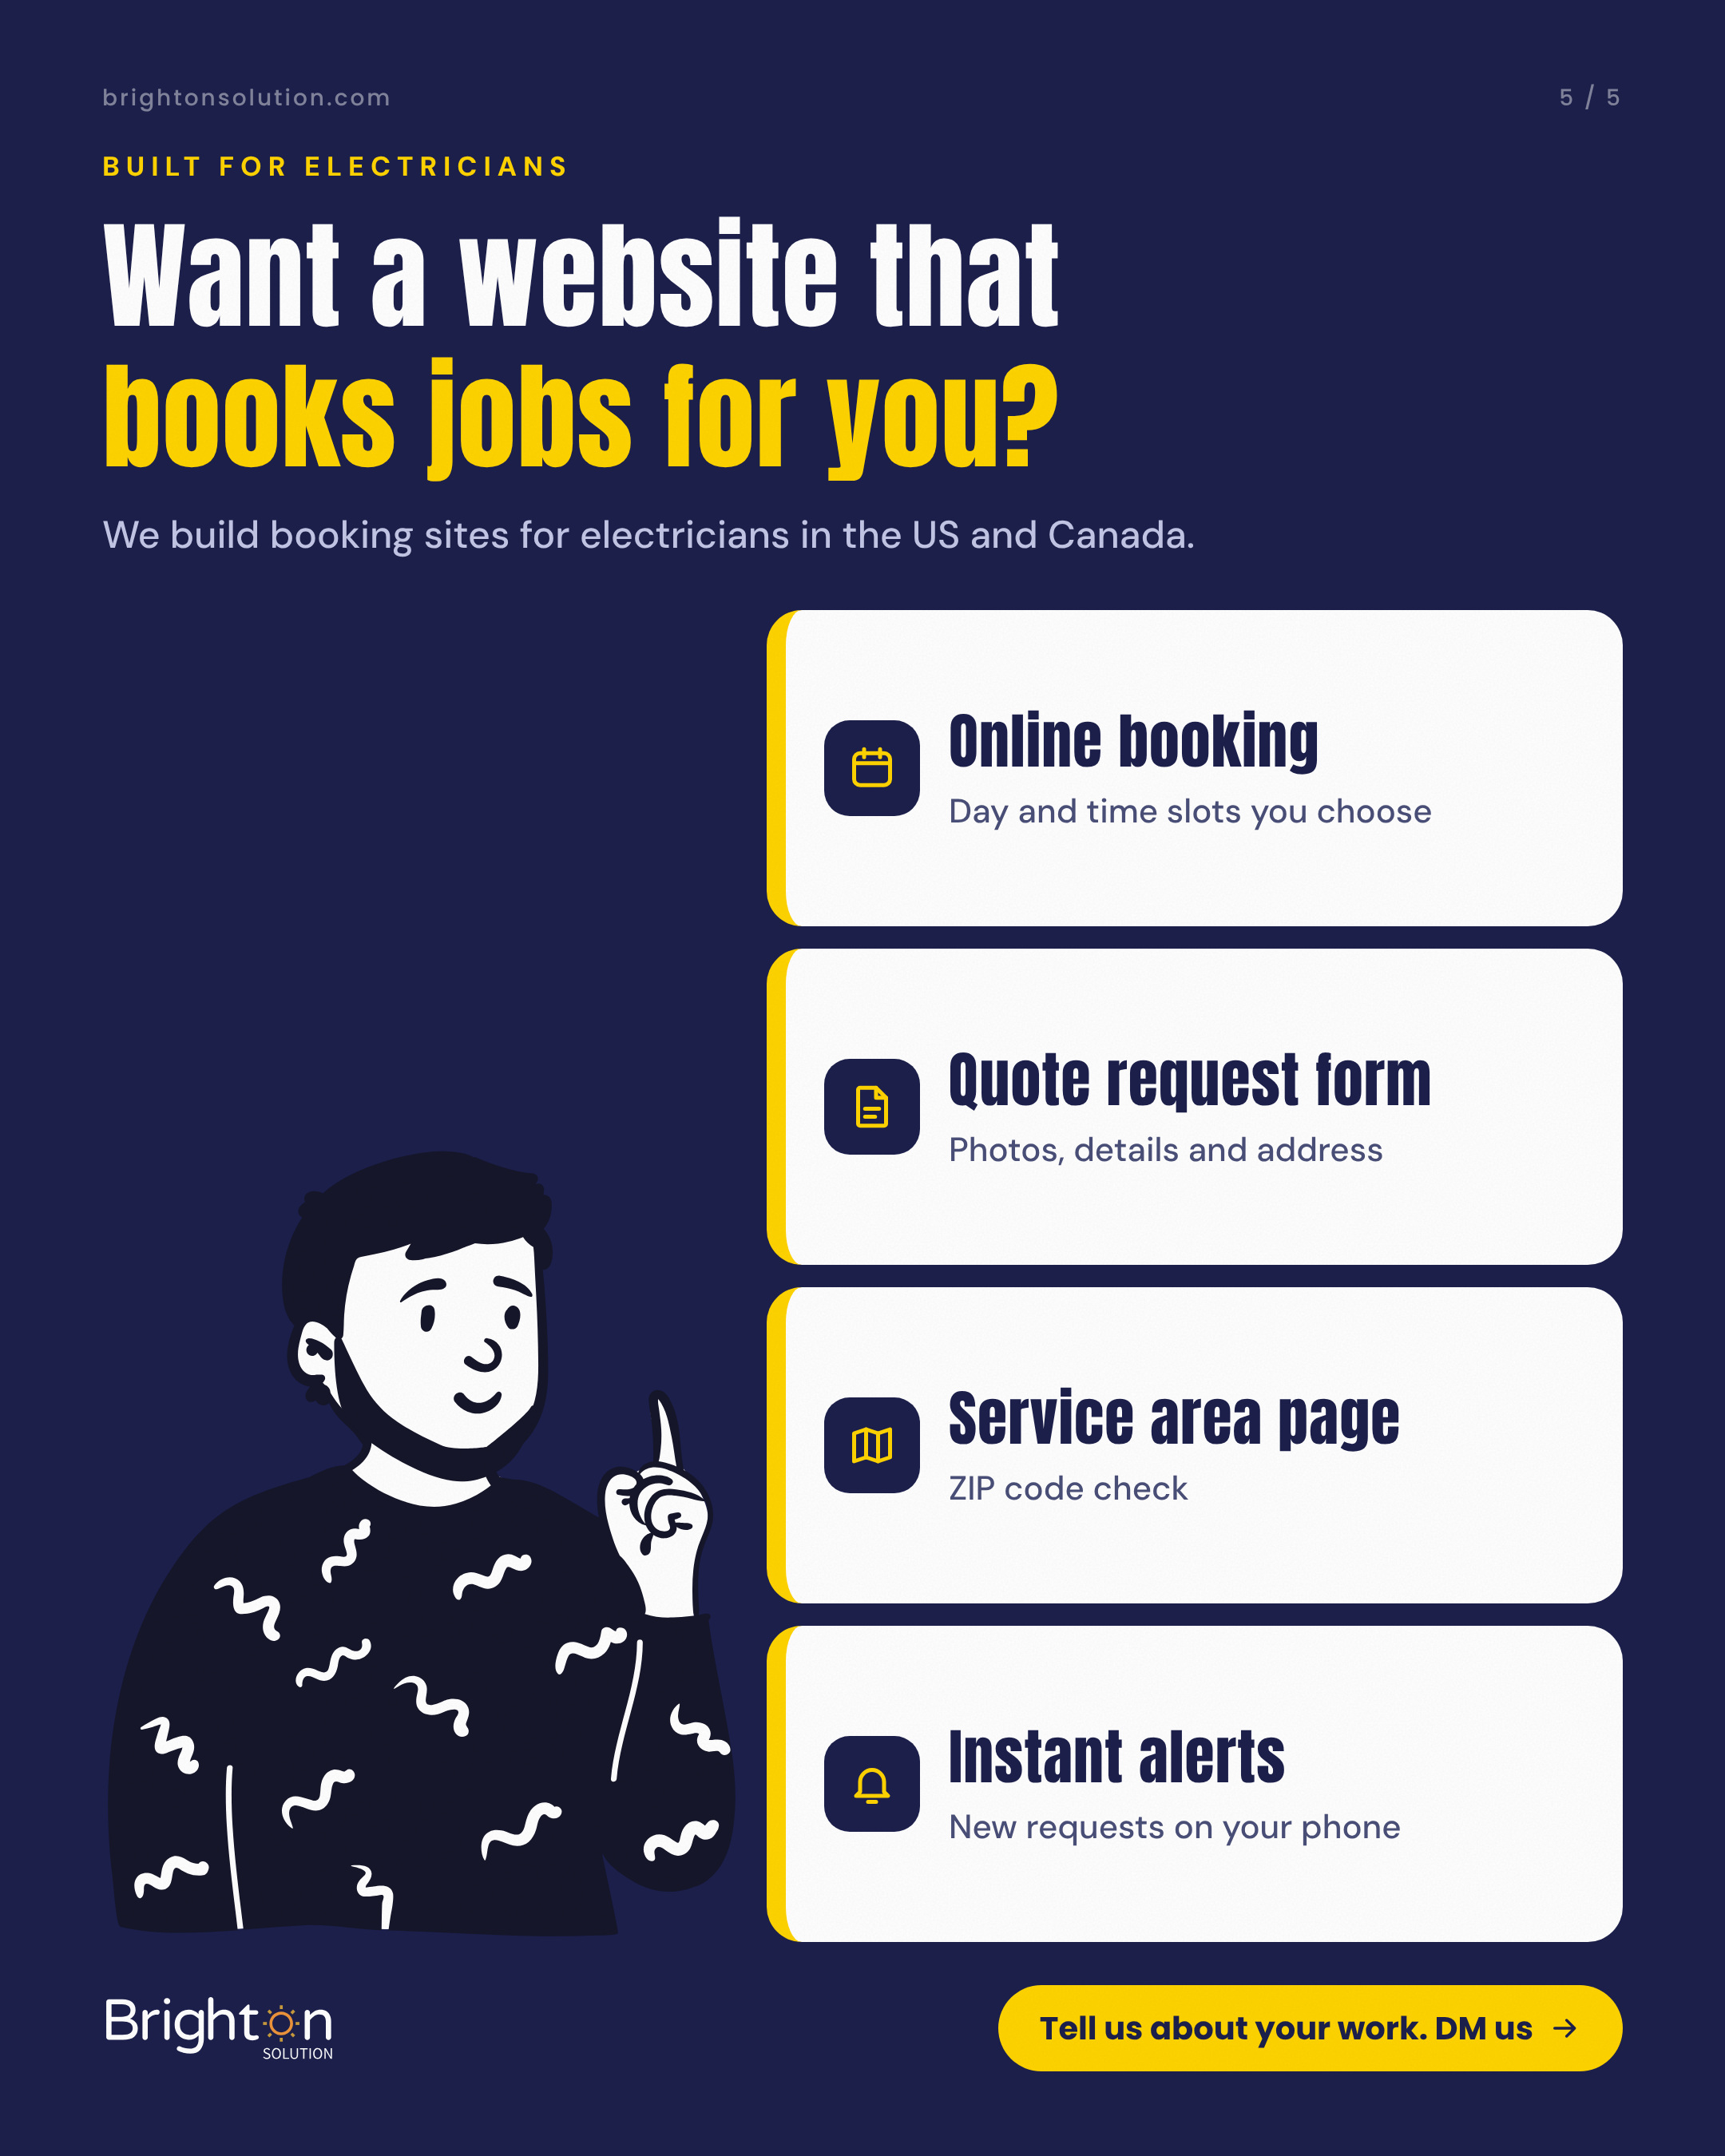 brightonsolution.com
5 / 5
BUILT FOR ELECTRICIANS
Want a website that
books jobs for you?
We build booking sites for electricians in the US and Canada.
Online booking
Day and time slots you choose
Quote request form
Photos, details and address
Service area page
ZIP code check
Instant alerts
New requests on your phone
Brighton
SOLUTION
Tell us about your work. DM us →